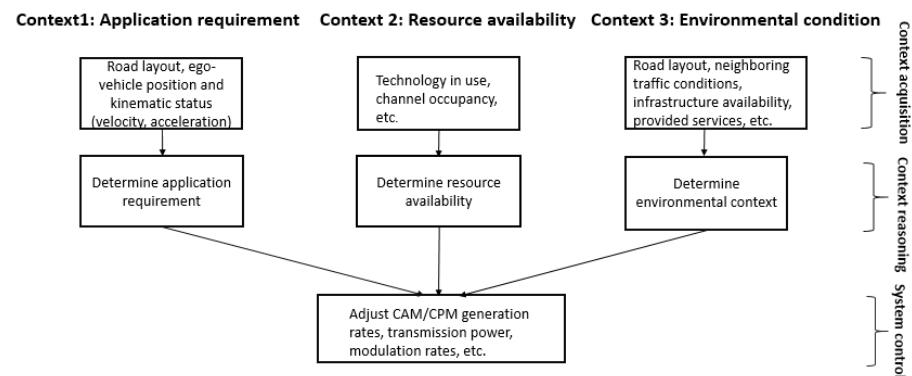 Context1: Application requirement
Context 2: Resource availability
Context 3: Environmental condition
Road layout, ego-
vehicle position and
kinematic status
(velocity, acceleration)
Technology in use,
channel occupancy,
etc.
Road layout, neighboring
traffic conditions,
infrastructure availability,
provided services, etc.
Context acquisition
Determine application
requirement
Determine resource
availability
Determine
environmental context
Context reasoning
Adjust CAM/CPM generation
rates, transmission power,
modulation rates, etc.
System control